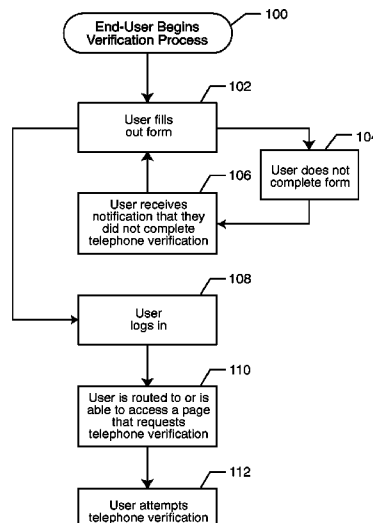 End-User Begins
Verification Process
100
102
User fills
out form
104
User does not
complete form
106
User receives
notification that they
did not complete
telephone verification
108
User
logs in
110
User is routed to or is
able to access a page
that requests
telephone verification
112
User attempts
telephone verification